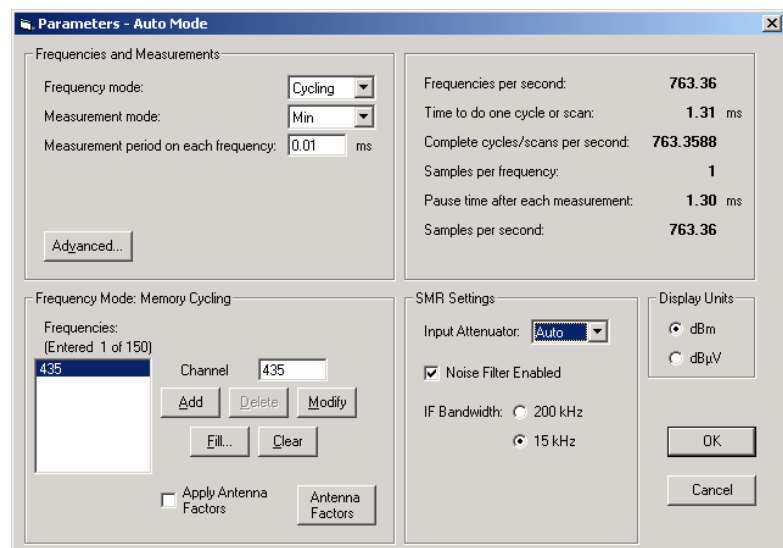 Parameters - Auto Mode
Frequencies and Measurements
Frequency mode: Cycling
Measurement mode: Min
Measurement period on each frequency: 0.01 ms
Advanced...
Frequencies per second: 763.36
Time to do one cycle or scan: 1.31 ms
Complete cycles/scans per second: 763.3588
Samples per frequency: 1
Pause time after each measurement: 1.30 ms
Samples per second: 763.36
Frequency Mode: Memory Cycling
Frequencies:
(Entered 1 of 150)
435
Channel 435
Add Delete Modify
Fill... Clear
Apply Antenna Factors
Antenna Factors
SMR Settings
Input Attenuator: Auto
Noise Filter Enabled
IF Bandwidth: 200 kHz
15 kHz
Display Units
dBm
dBµV
OK
Cancel